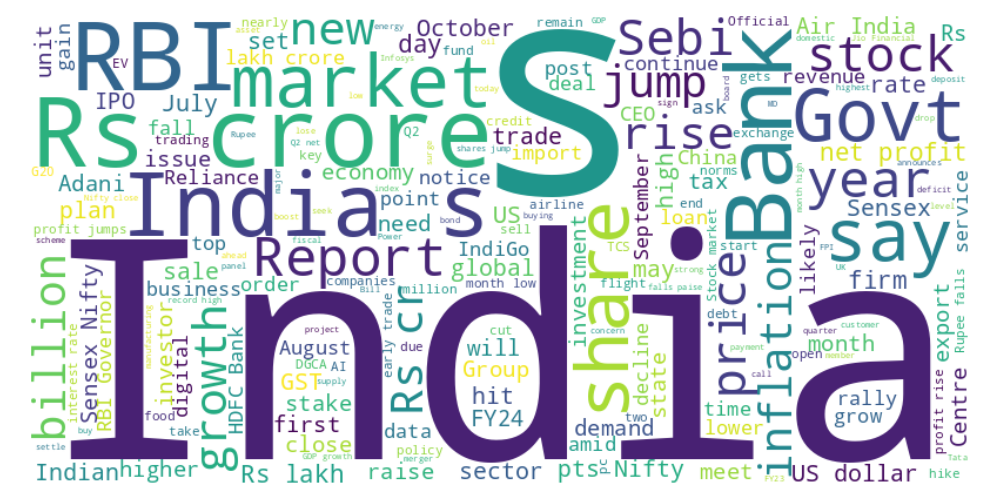 unit
gain
RBI
nearly
EV
asset
energy
GDP
lakh crore
set
new
October
day
fund
Infosys
remain
oil
Sebi
Official
Air India
domestic
Jio Financial
Rs
stock
market
S
post
deal
continue
jump
gets
revenue
rate
highest
deposit
IPO
July
low
today
CEO
ask
board
MD
Bank
Govt
drop
Rs crore
fall
trading
Rupee
lose
Q2
Q2 net
credit
trade
sign
rise
exchange
issue
key
shares jump
surge
import
high
China
norms
announces
net profit
G20
Adani
Reliance
major
economy
notice
September
tax
year
Nifty close
India s
index
point
airline
end
loan
Sensex
month high
deficit
level
plan
boost
seek
bond
need
US
sell
buying
share
service
profit jumps
scheme
fiscal
Power
investment
start
say
top
Report
IndiGo
TCS
may
Stock market
FPI
likely
India
ahead
panel
Bill
companies
global
flight
strong
price
inflation
UK
firm
billion
sale
business
order
million
month low
falls paise
debt
export
Rupee falls
Sensex Nifty
record high
early trade
concern
quarter
customer
month
interest rate
RBI Governor
manufacturing
investor
digital
growth
project
August
due
cut
will
decline
state
payment
open
member
Centre
DGCA
AI
Rs cr
Group
call
rally
GST
supply
hit
grow
profit rise
food
HDFC Bank
stake
FY24
two
time
buy
take
first
data
demand
lower
settle
close
policy
amid
GDP growth
merger
pc
FY23
Tata
Indian
higher
Rs lakh
raise
sector
pts
Nifty
meet
US dollar
hike